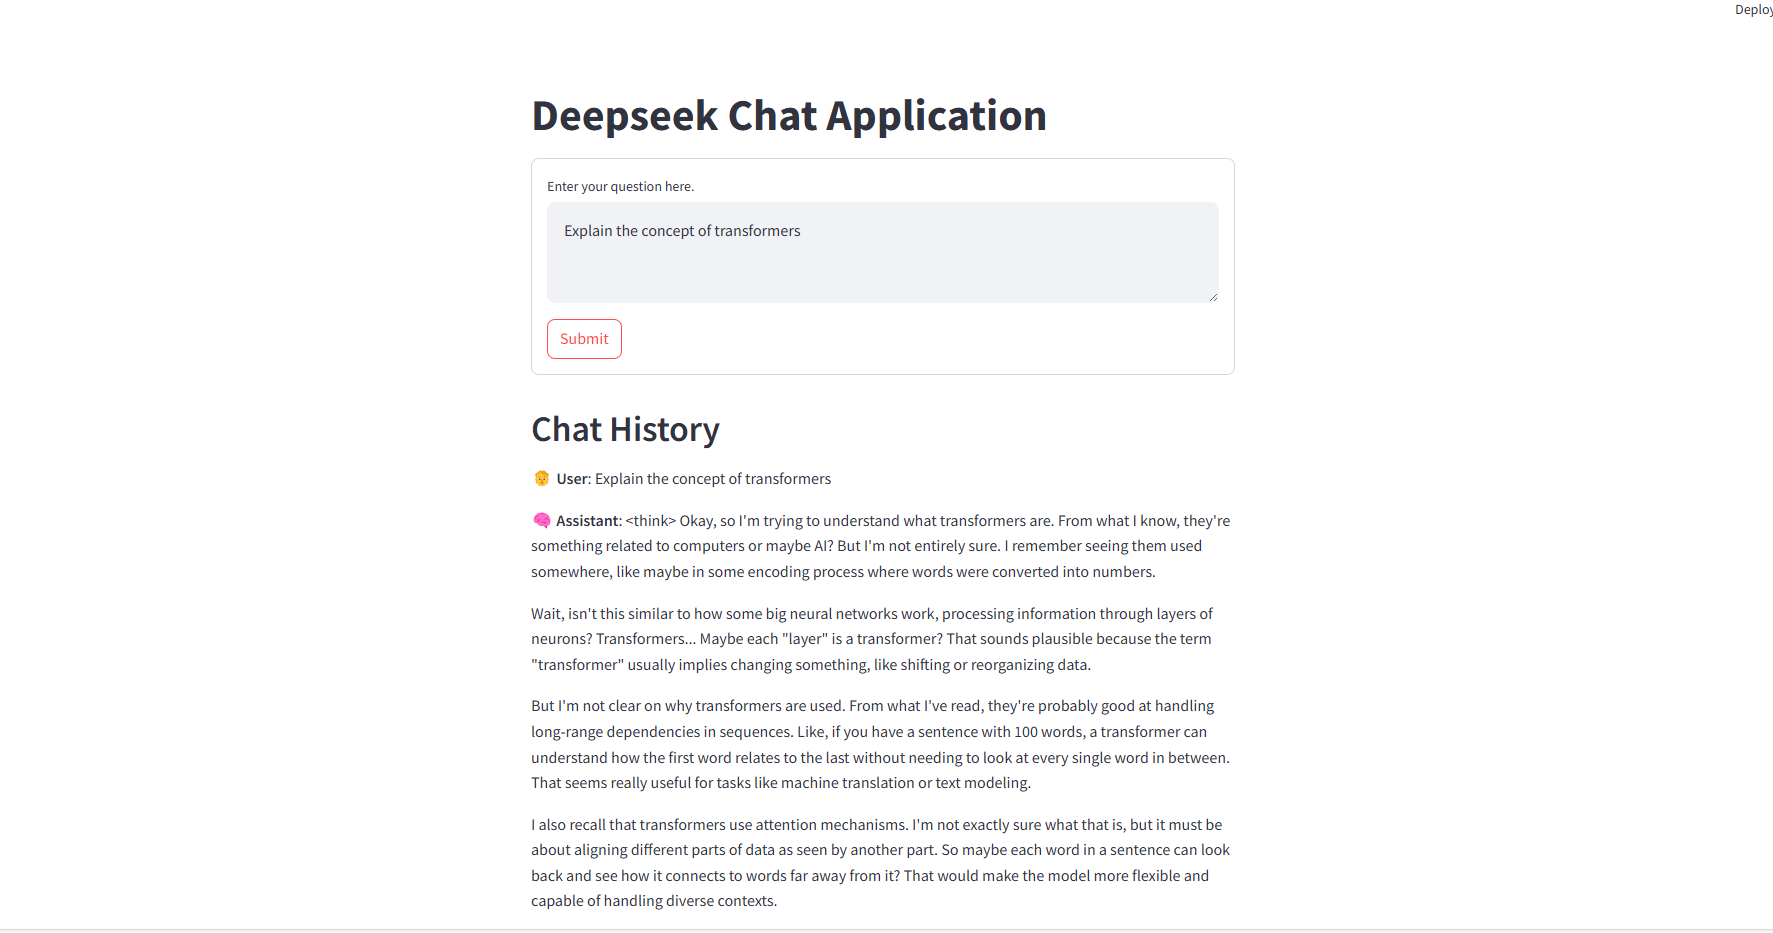 Deploy
Deepseek Chat Application
Enter your question here.
Explain the concept of transformers
Submit
Chat History
User: Explain the concept of transformers
Assistant: <think> Okay, so I'm trying to understand what transformers are. From what I know, they're
something related to computers or maybe AI? But I'm not entirely sure. I remember seeing them used
somewhere, like maybe in some encoding process where words were converted into numbers.
Wait, isn't this similar to how some big neural networks work, processing information through layers of
neurons? Transformers... Maybe each "layer" is a transformer? That sounds plausible because the term
"transformer" usually implies changing something, like shifting or reorganizing data.
But I'm not clear on why transformers are used. From what I've read, they're probably good at handling
long-range dependencies in sequences. Like, if you have a sentence with 100 words, a transformer can
understand how the first word relates to the last without needing to look at every single word in between.
That seems really useful for tasks like machine translation or text modeling.
I also recall that transformers use attention mechanisms. I'm not exactly sure what that is, but it must be
about aligning different parts of data as seen by another part. So maybe each word in a sentence can look
back and see how it connects to words far away from it? That would make the model more flexible and
capable of handling diverse contexts.